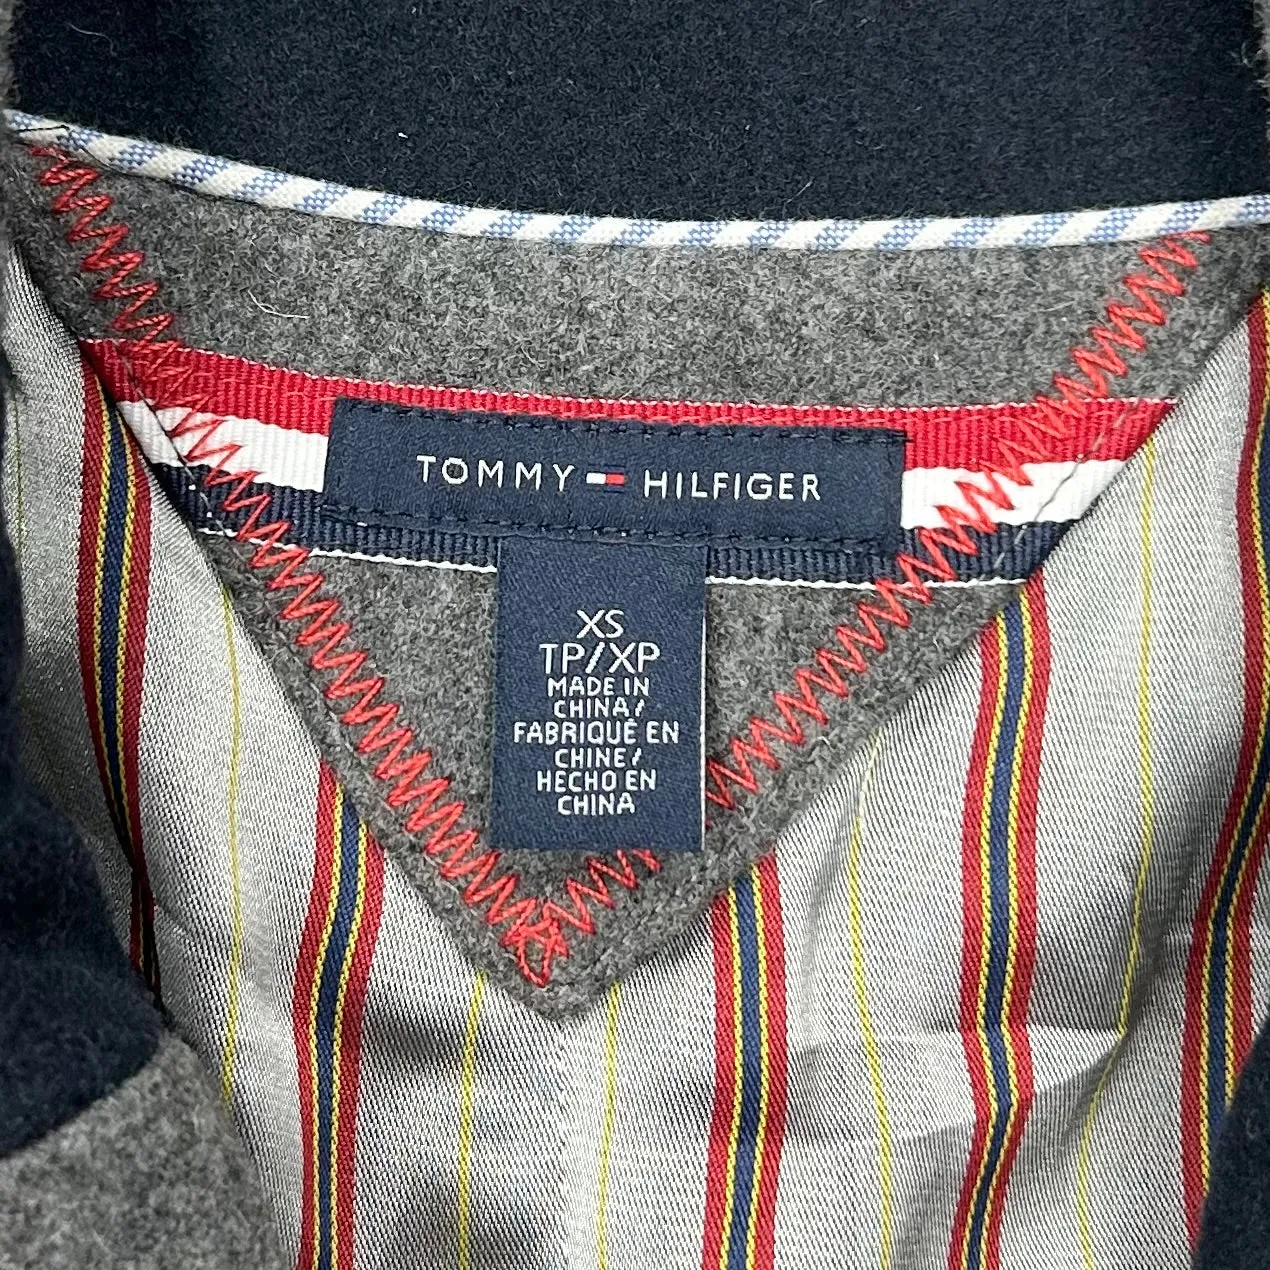 TOMMY HILFIGER
XS
TP/XP
MADE IN
CHINA/
FABRIQUÉ EN
CHINE/
HECHO EN
CHINA